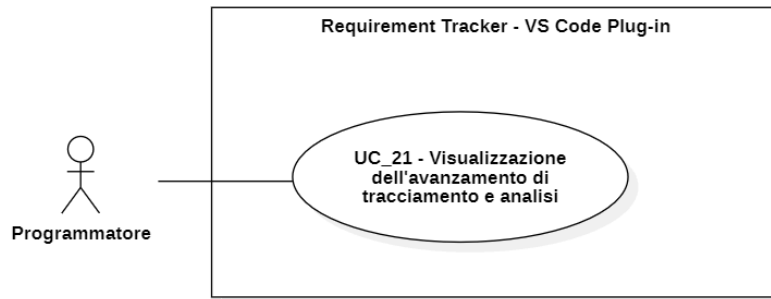 Requirement Tracker - VS Code Plug-in
UC_21 - Visualizzazione
dell'avanzamento di
tracciamento e analisi
Programmatore